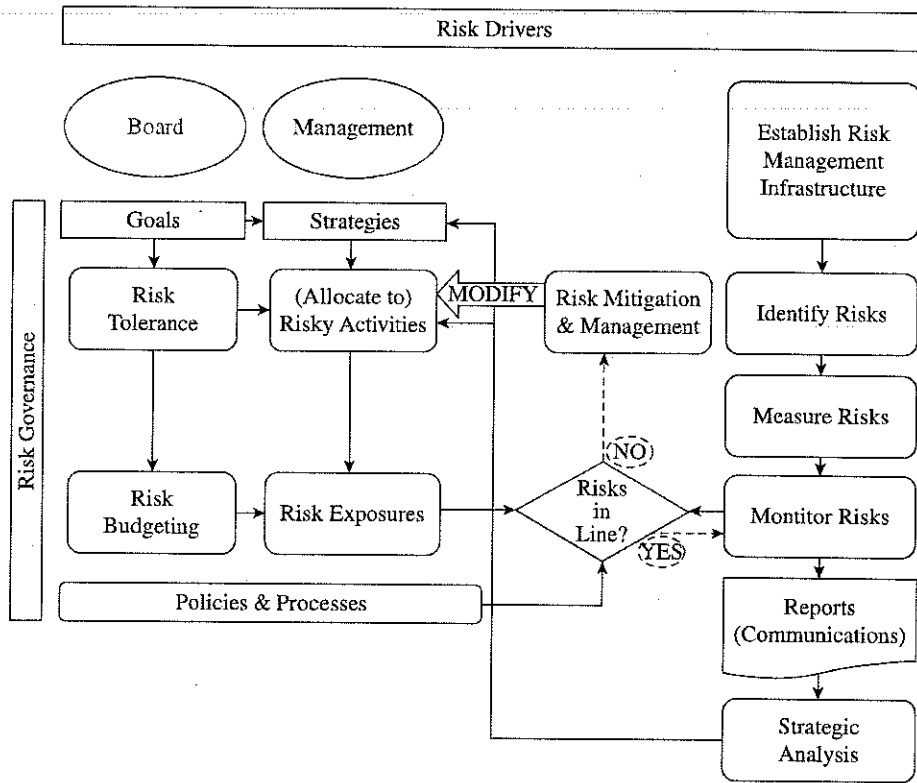 Risk Drivers
Board
Management
Establish Risk
Management
Infrastructure
Risk Governance
Goals
Strategies
Risk
Tolerance
(Allocate to)
Risky Activities
MODIFY
Risk Mitigation
& Management
Identify Risks
Measure Risks
NO
Risk
Budgeting
Risk Exposures
Risks
in
Line?
YES
Montitor Risks
Policies & Processes
Reports
(Communications)
Strategic
Analysis